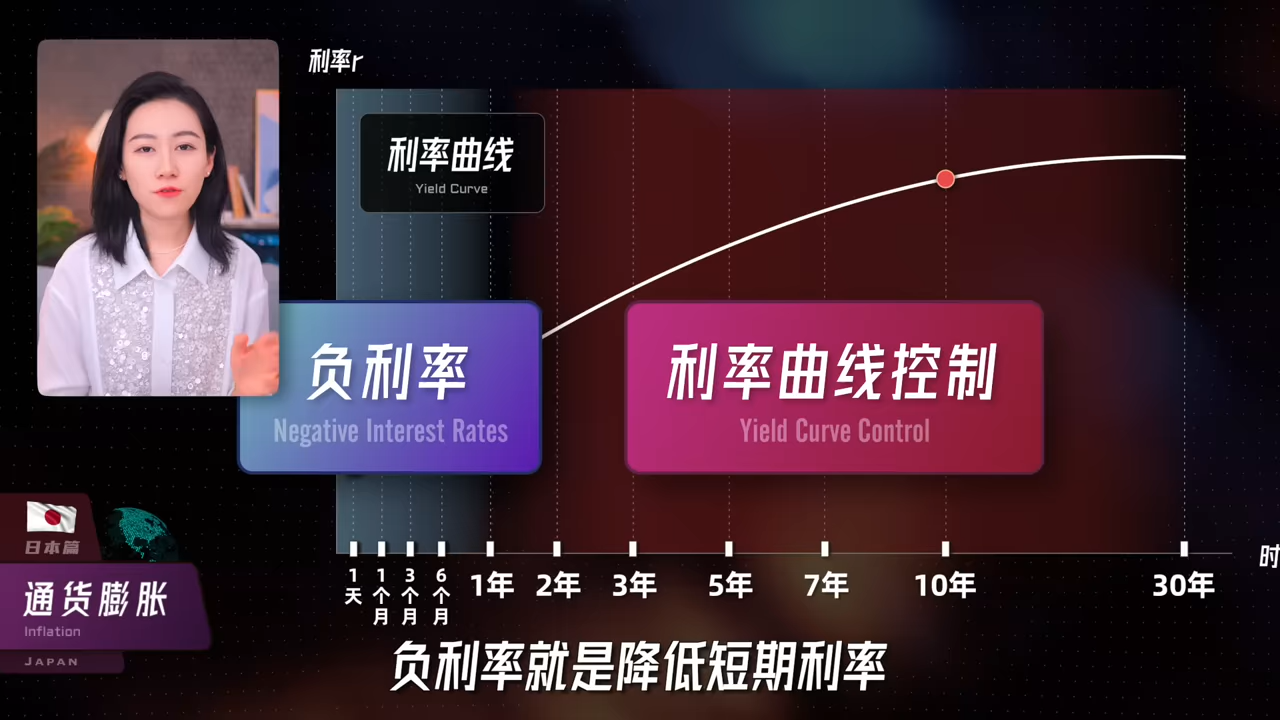 利率r
利率曲线
Yield Curve
负利率
Negative Interest Rates
利率曲线控制
Yield Curve Control
日本篇
通货膨胀
Inflation
JAPAN
1天
1个月
3个月
6个月
1年
2年
3年
5年
7年
10年
30年
时
负利率就是降低短期利率